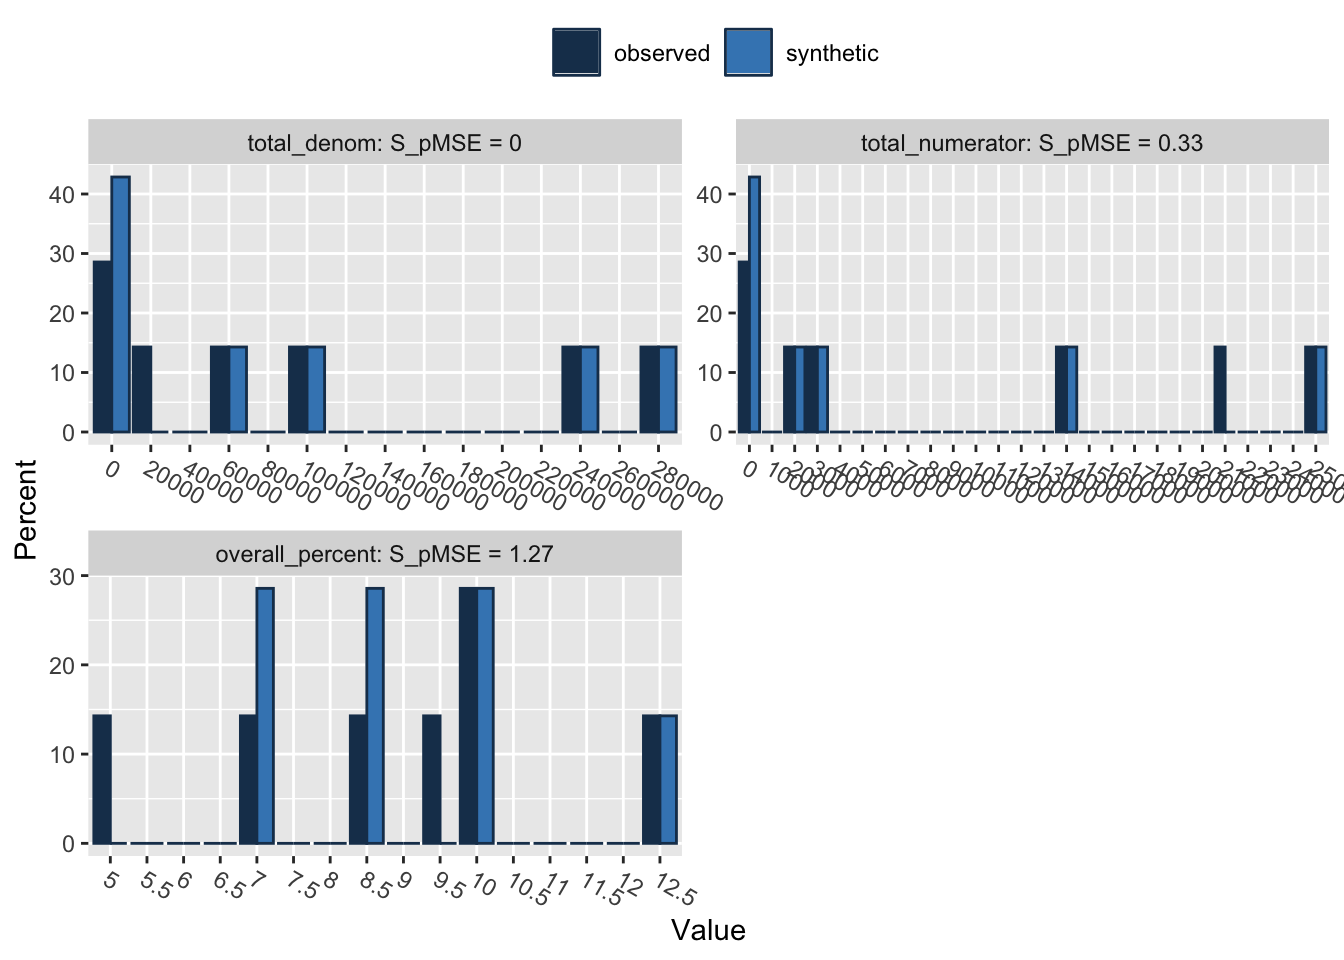 observed synthetic
total_denom: S_pMSE = 0
total_numerator: S_pMSE = 0.33
40
30
20
10
0
40
30
20
10
0
0 20000 40000 60000 80000 100000 120000 140000 160000 180000 200000 220000 240000 260000 280000
0
Percent
overall_percent: S_pMSE = 1.27
30
20
10
0
5 5.5 6 6.5 7 7.5 8 8.5 9 9.5 10 10.5 11 11.5 12 12.5
Value